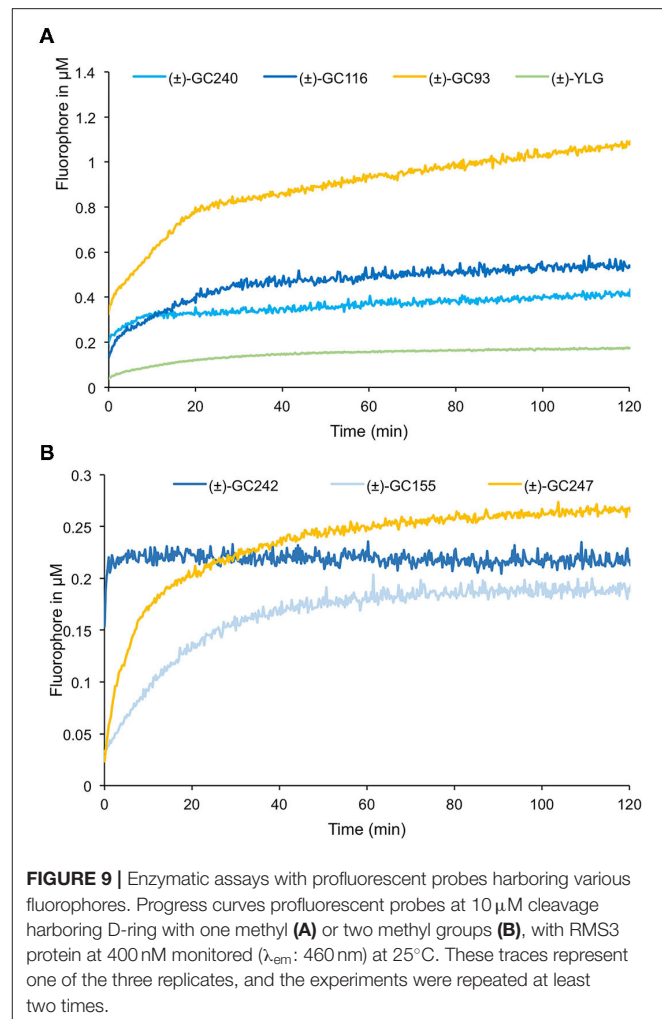 A
(±)-GC240 (±)-GC116 (±)-GC93 (±)-YLG
Fluorophore in µM
1.4
1.2
1
0.8
0.6
0.4
0.2
0
0 20 40 60 80 100 120
Time (min)
B
(±)-GC242 (±)-GC155 (±)-GC247
Fluorophore in µM
0.3
0.25
0.2
0.15
0.1
0.05
0
0 20 40 60 80 100 120
Time (min)
FIGURE 9 | Enzymatic assays with profluorescent probes harboring various
fluorophores. Progress curves profluorescent probes at 10 µM cleavage
harboring D-ring with one methyl (A) or two methyl groups (B), with RMS3
protein at 400 nM monitored (λem: 460 nm) at 25°C. These traces represent
one of the three replicates, and the experiments were repeated at least
two times.